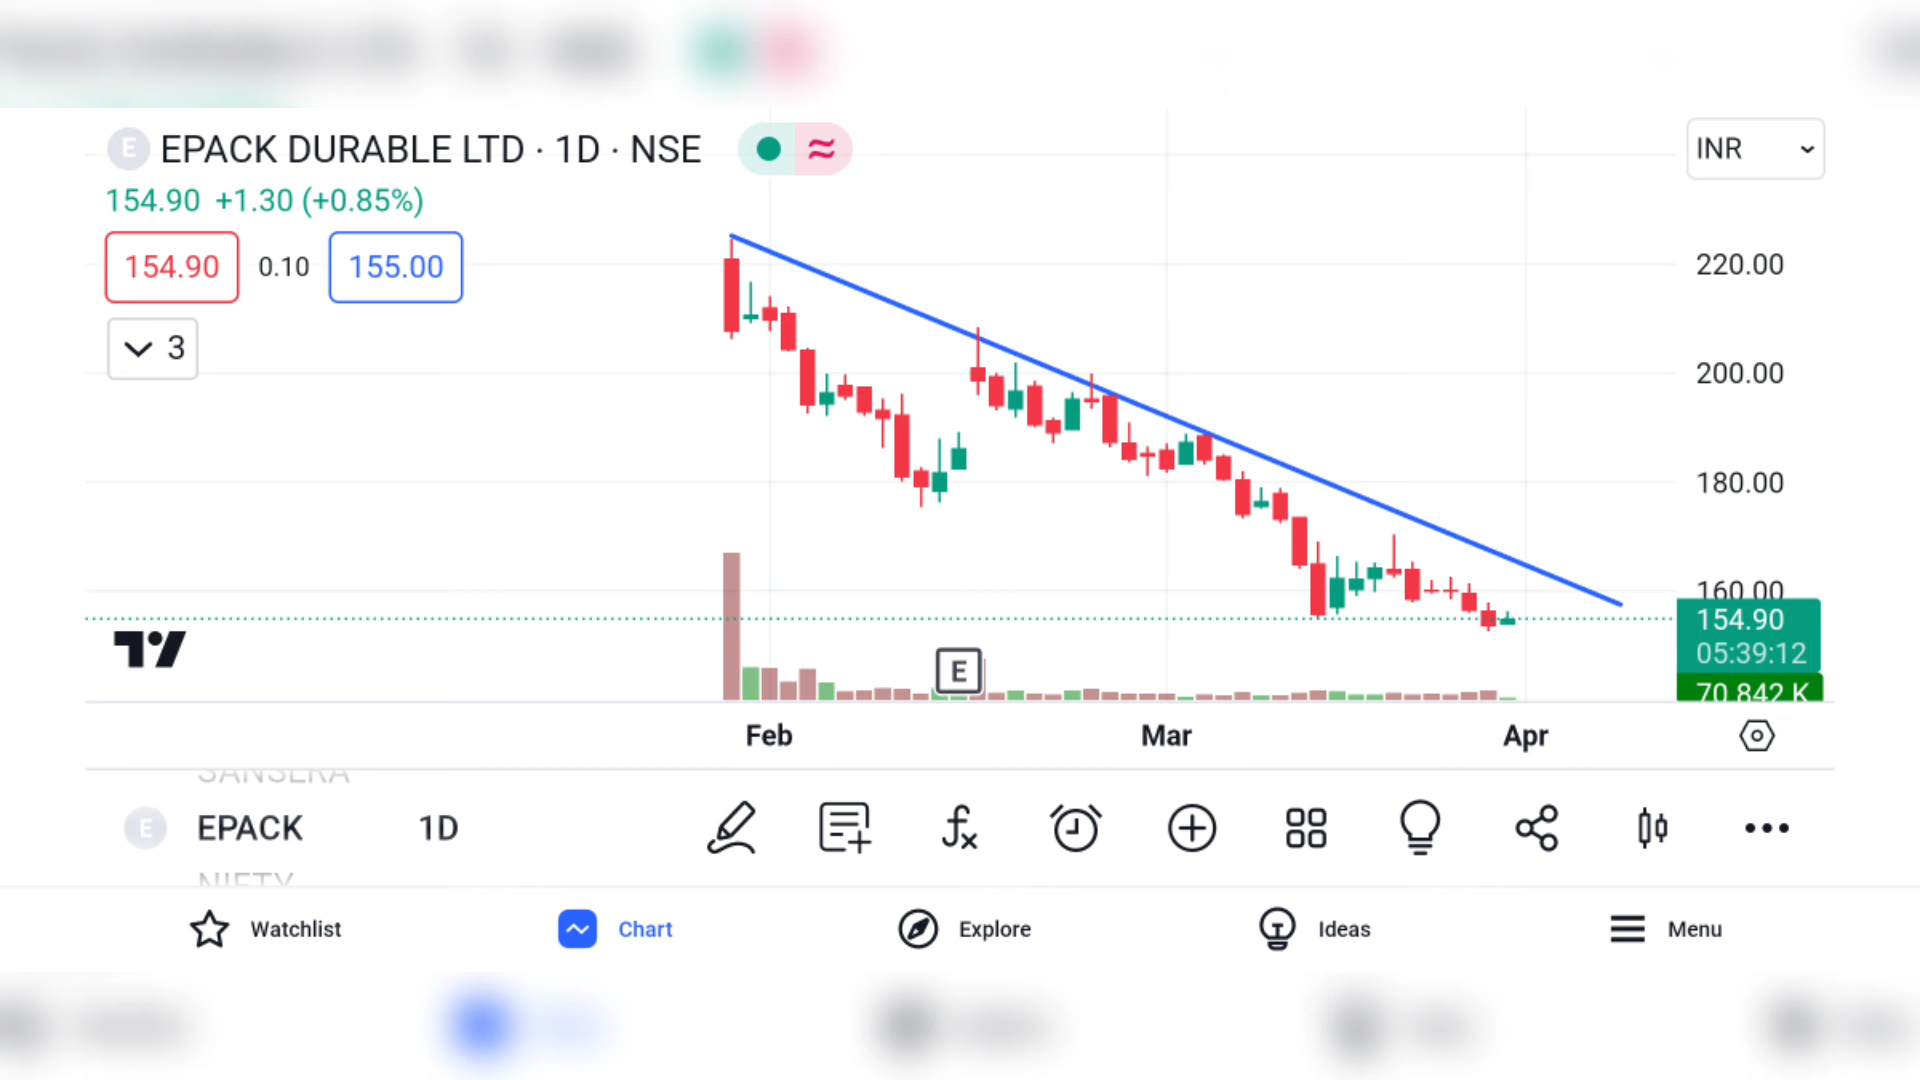 E EPACK DURABLE LTD · 1D · NSE
INR
154.90 +1.30 (+0.85%)
154.90 0.10 155.00
3
220.00
200.00
180.00
160.00
154.90
05:39:12
70.842 K
E
Feb Mar Apr
SANSERA
E EPACK 1D
NIFTY
Watchlist Chart Explore Ideas Menu